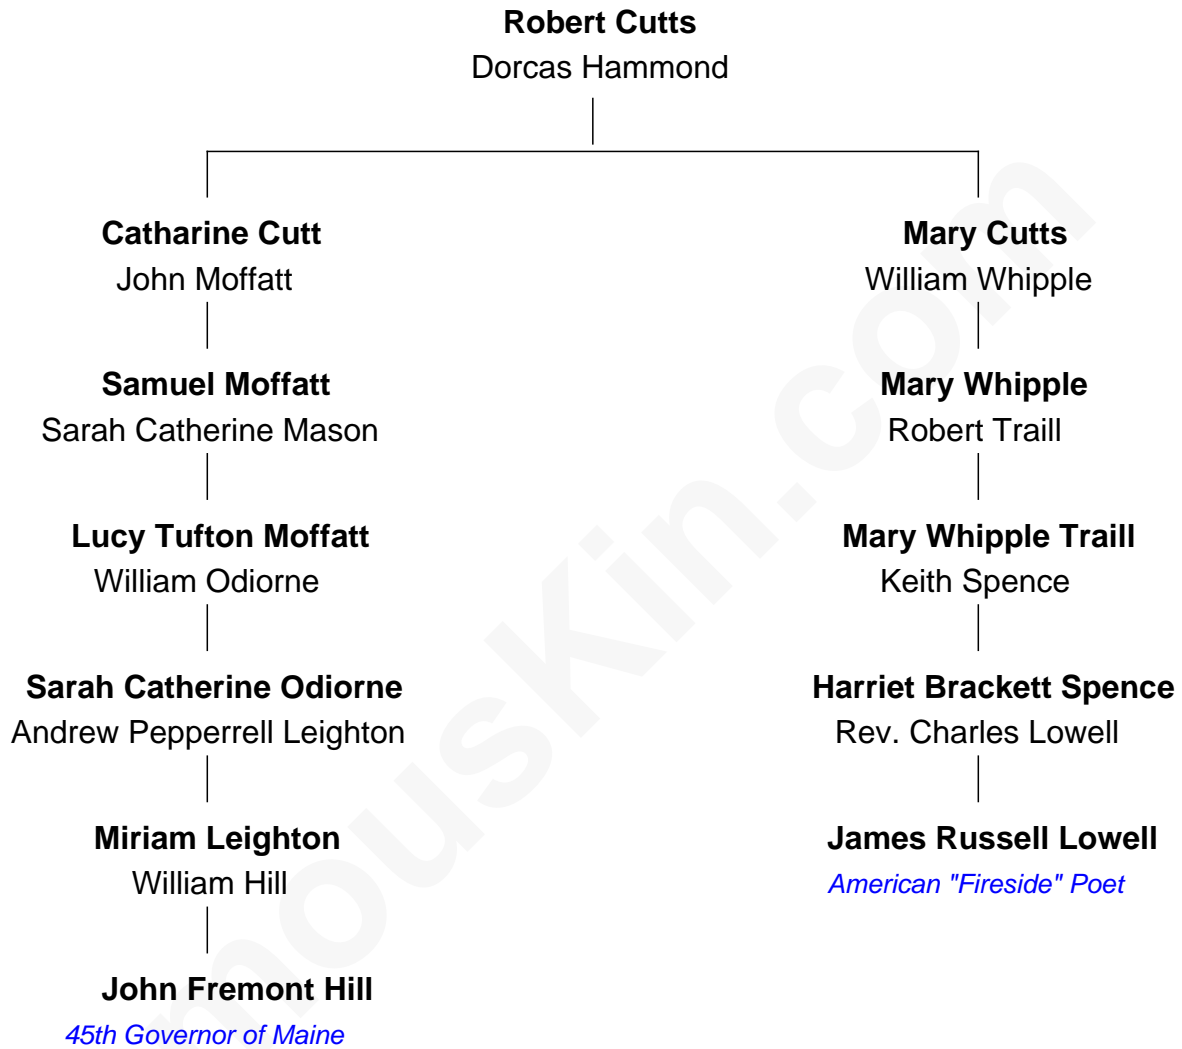 Robert Cutts
Dorcas Hammond
Catharine Cutt
John Moffatt
Mary Cutts
William Whipple
Samuel Moffatt
Sarah Catherine Mason
Mary Whipple
Robert Traill
Lucy Tufton Moffatt
William Odiorne
Mary Whipple Traill
Keith Spence
Sarah Catherine Odiorne
Andrew Pepperrell Leighton
Harriet Brackett Spence
Rev. Charles Lowell
Miriam Leighton
William Hill
James Russell Lowell
American "Fireside" Poet
John Fremont Hill
45th Governor of Maine
mousKin.com